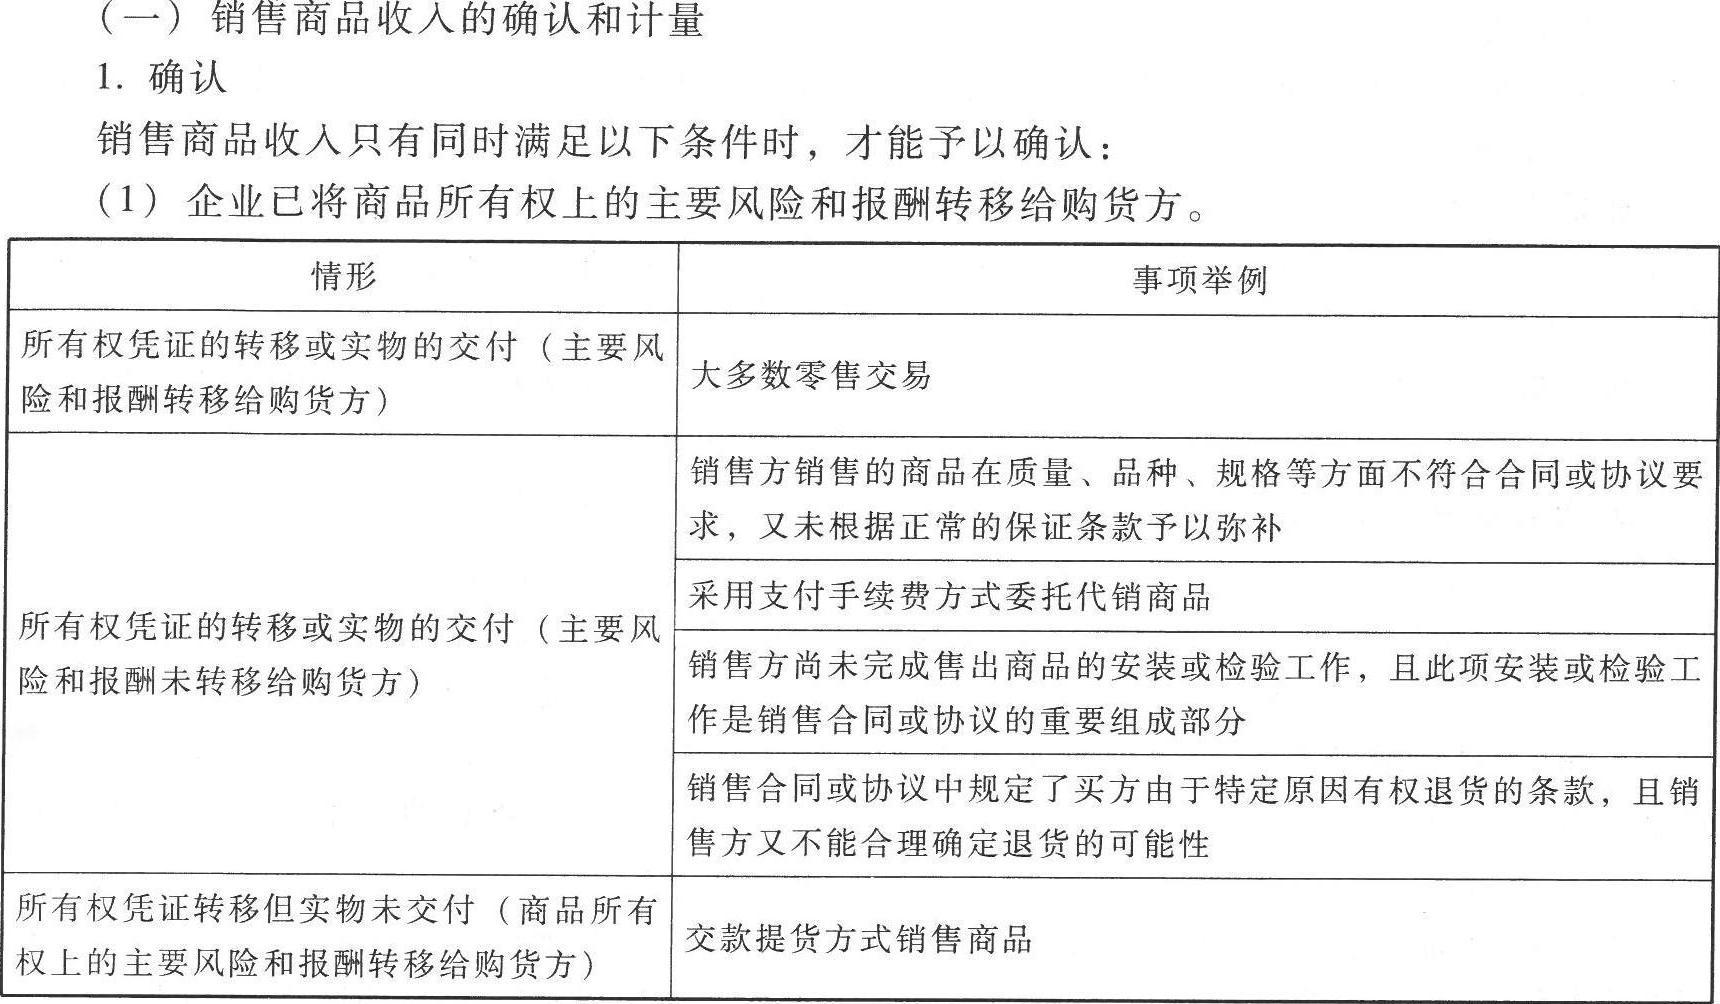 （一）销售商品收入的确认和计量
1. 确认
销售商品收入只有同时满足以下条件时，才能予以确认：
（1）企业已将商品所有权上的主要风险和报酬转移给购货方。
情形
事项举例
所有权凭证的转移或实物的交付（主要风
险和报酬转移给购货方）
大多数零售交易
所有权凭证的转移或实物的交付（主要风
险和报酬未转移给购货方）
销售方销售的商品在质量、品种、规格等方面不符合合同或协议要
求，又未根据正常的保证条款予以弥补
采用支付手续费方式委托代销商品
销售方尚未完成售出商品的安装或检验工作，且此项安装或检验工
作是销售合同或协议的重要组成部分
销售合同或协议中规定了买方由于特定原因有权退货的条款，且销
售方又不能合理确定退货的可能性
所有权凭证转移但实物未交付（商品所有
权上的主要风险和报酬转移给购货方）
交款提货方式销售商品